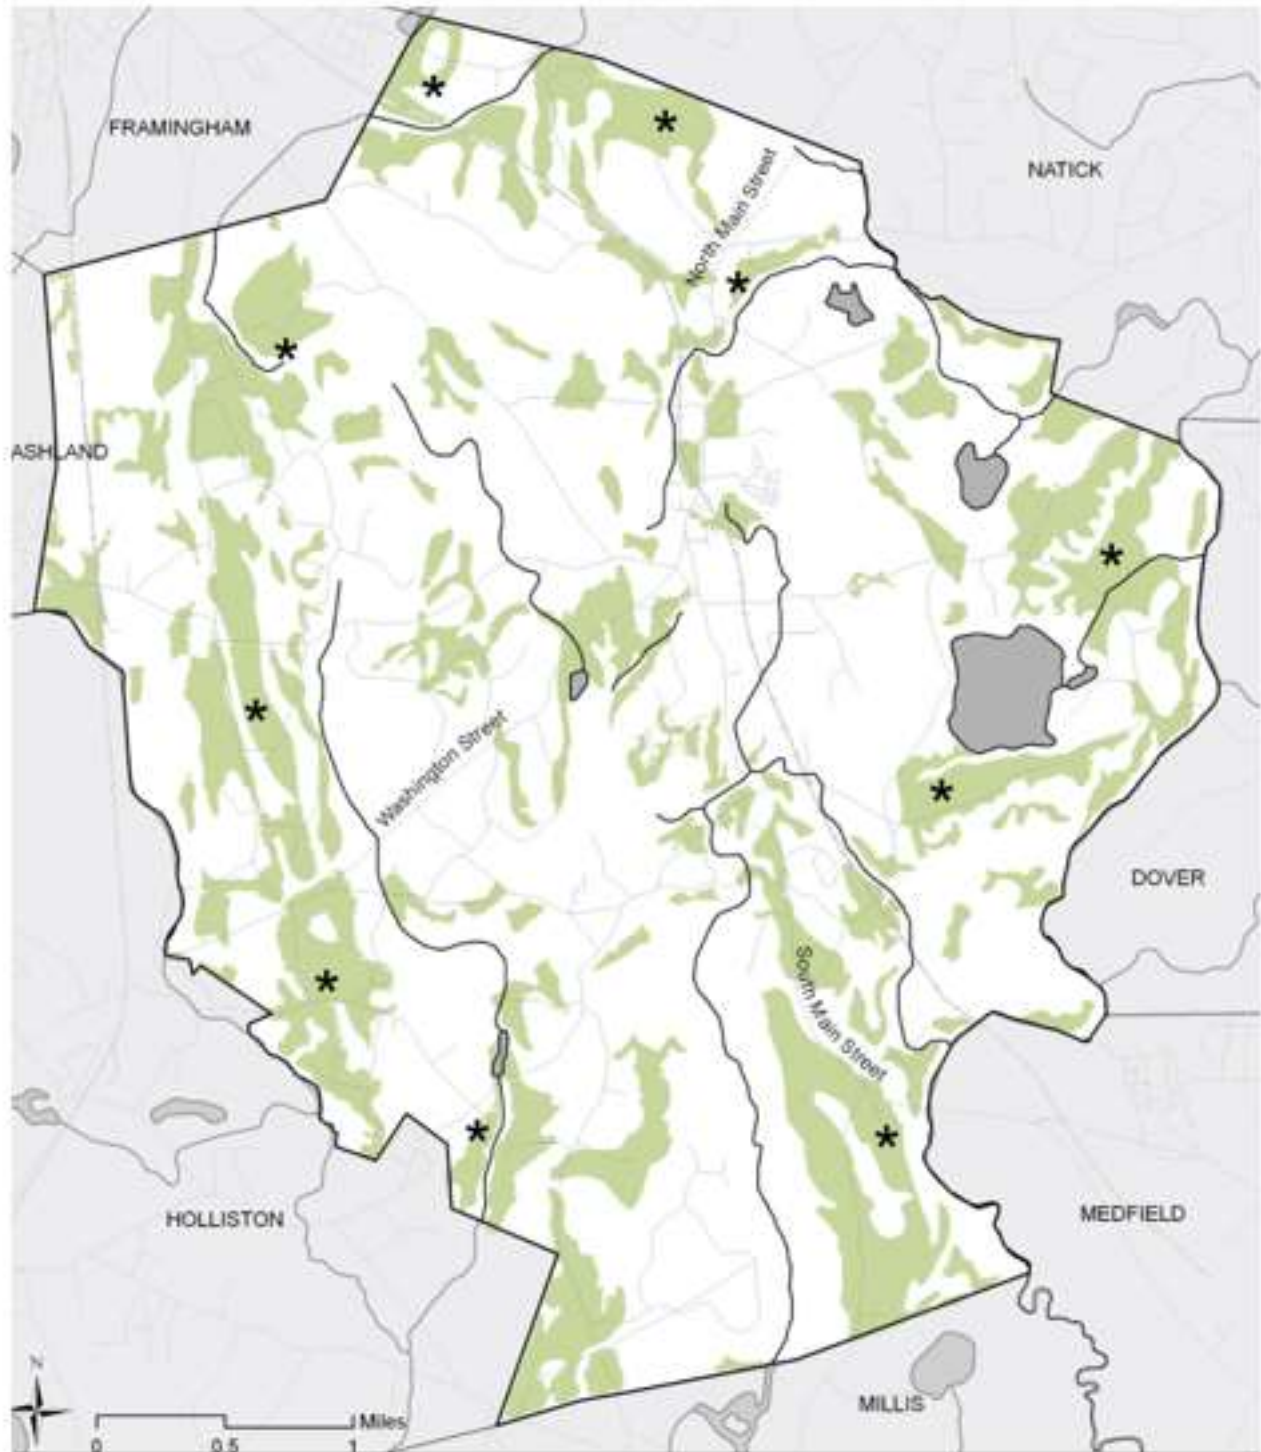 FRAMINGHAM
NATICK
North Main Street
ASHLAND
Washington Street
DOVER
South Main Street
HOLLISTON
MEDFIELD
N
Miles
0 0.5 1
MILLIS